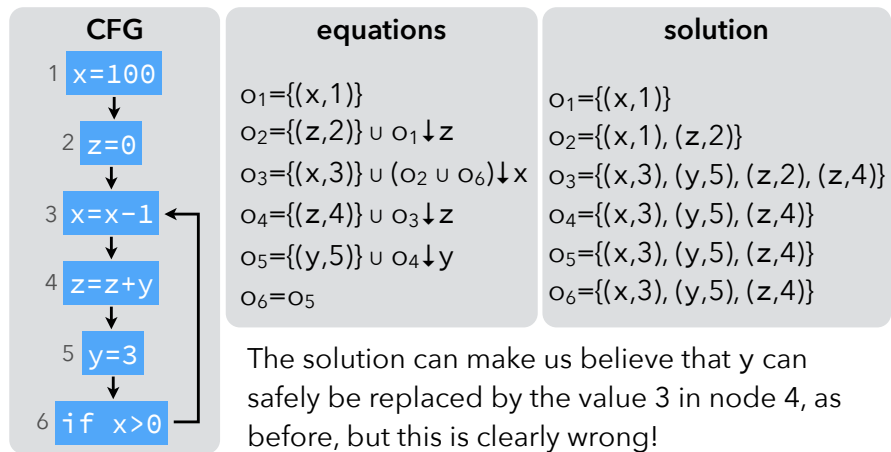 CFG
1 x=100
2 z=0
3 x=x-1
4 z=z+y
5 y=3
6 if x>0
equations
o₁={(x,1)}
o₂={(z,2)} ∪ o₁↓z
o₃={(x,3)} ∪ (o₂ ∪ o₆)↓x
o₄={(z,4)} ∪ o₃↓z
o₅={(y,5)} ∪ o₄↓y
o₆=o₅
solution
o₁={(x,1)}
o₂={(x,1), (z,2)}
o₃={(x,3), (y,5), (z,2), (z,4)}
o₄={(x,3), (y,5), (z,4)}
o₅={(x,3), (y,5), (z,4)}
o₆={(x,3), (y,5), (z,4)}
The solution can make us believe that y can
safely be replaced by the value 3 in node 4, as
before, but this is clearly wrong!